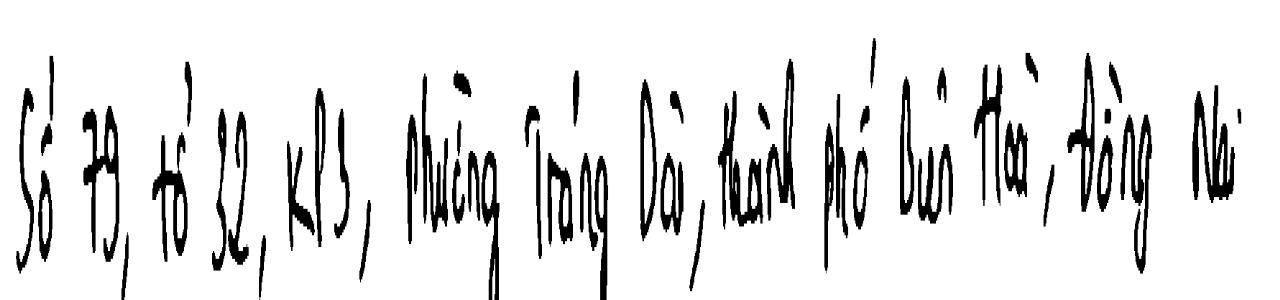 Số 79, tổ 32, KP3, Phường Trảng Dài, thành phố Biên Hoà, Đồng Nai